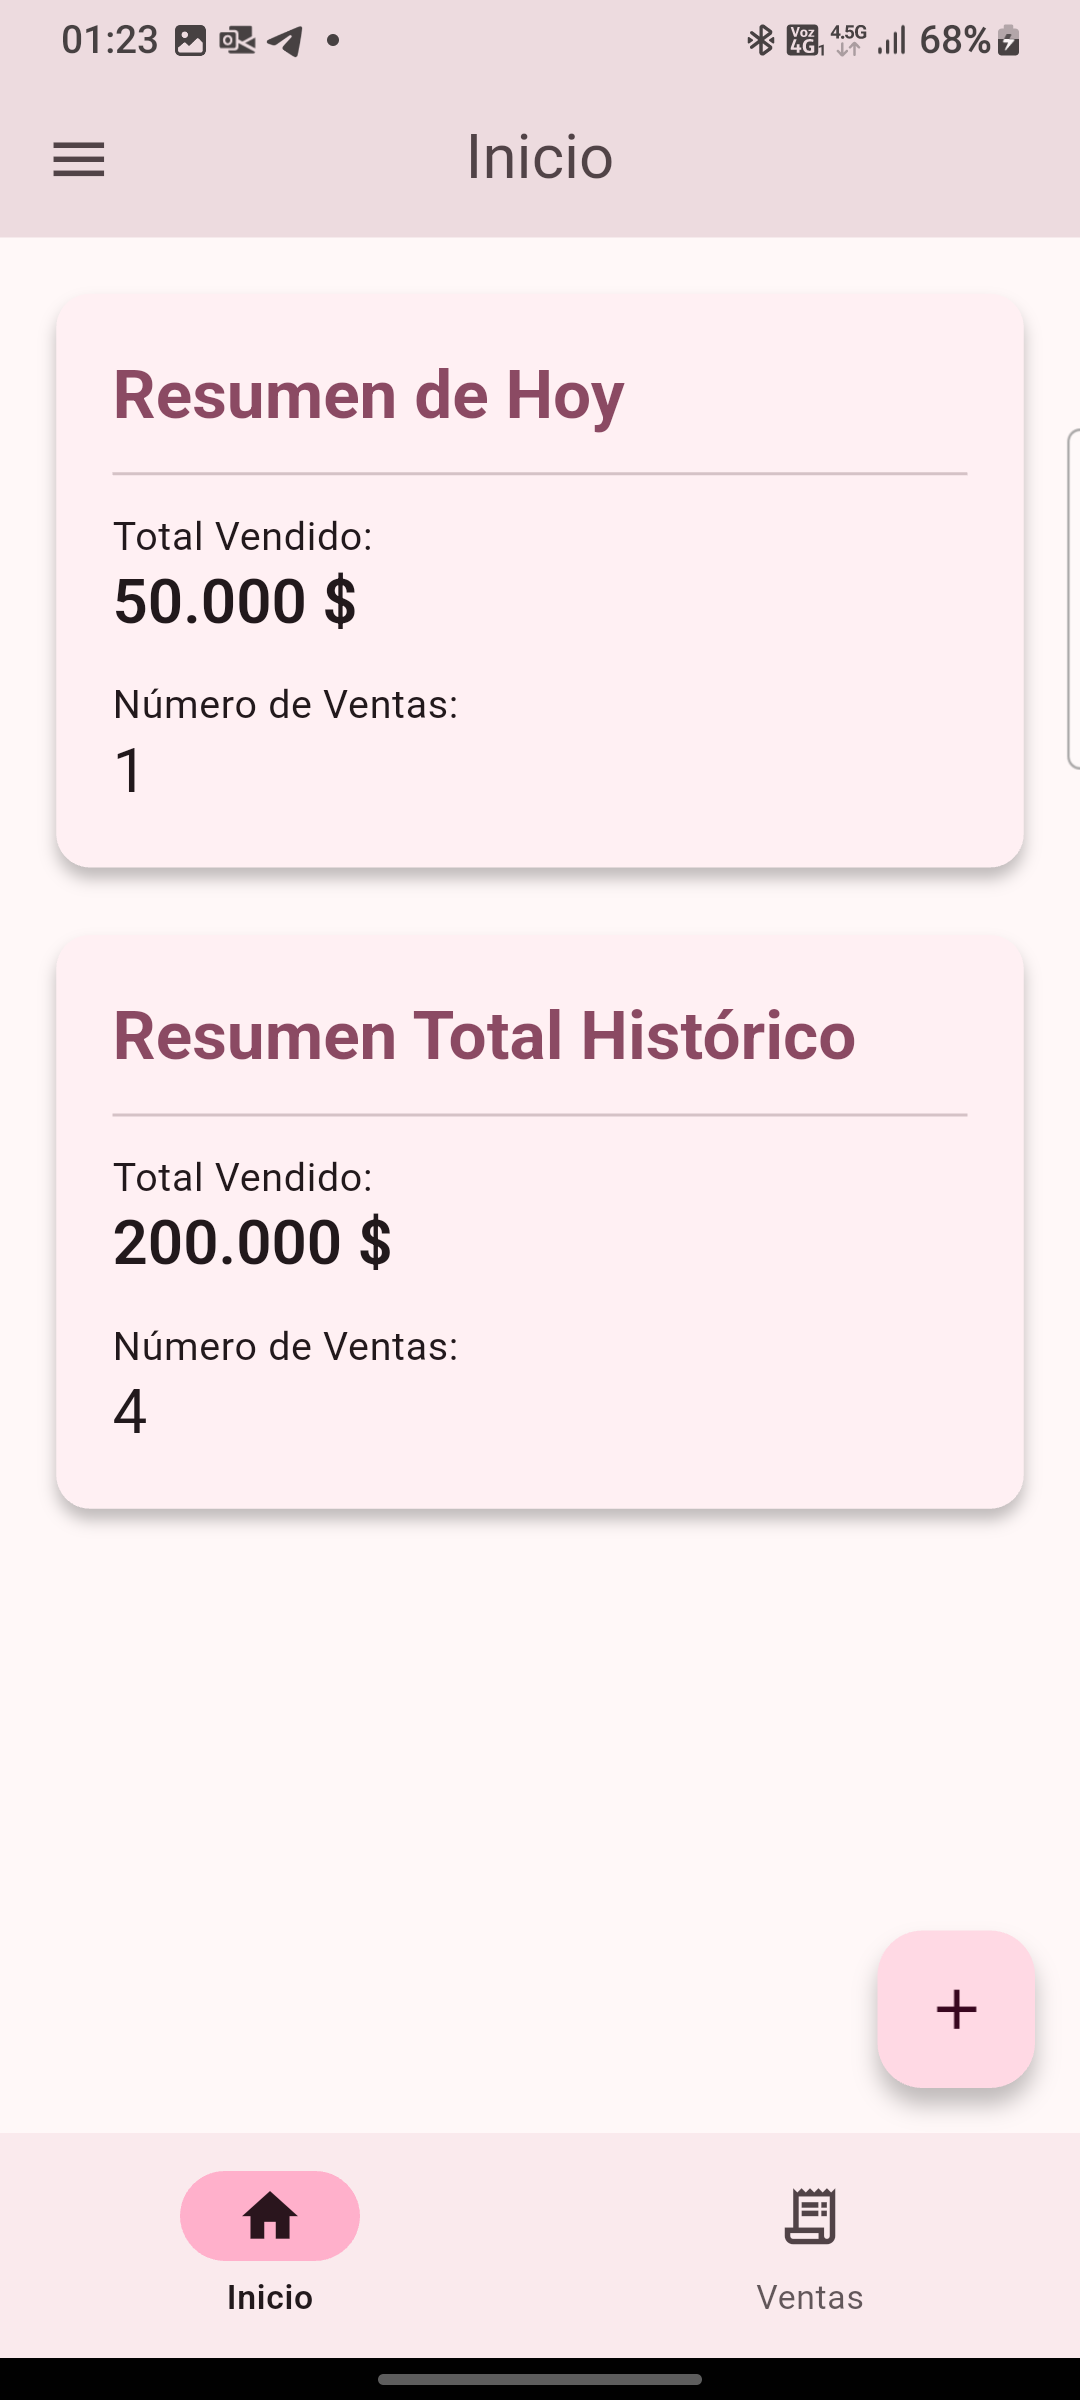 01:23
Voz 4G 1 4.5G 68%
Inicio
Resumen de Hoy
Total Vendido:
50.000 $
Número de Ventas:
1
Resumen Total Histórico
Total Vendido:
200.000 $
Número de Ventas:
4
+
Inicio
Ventas